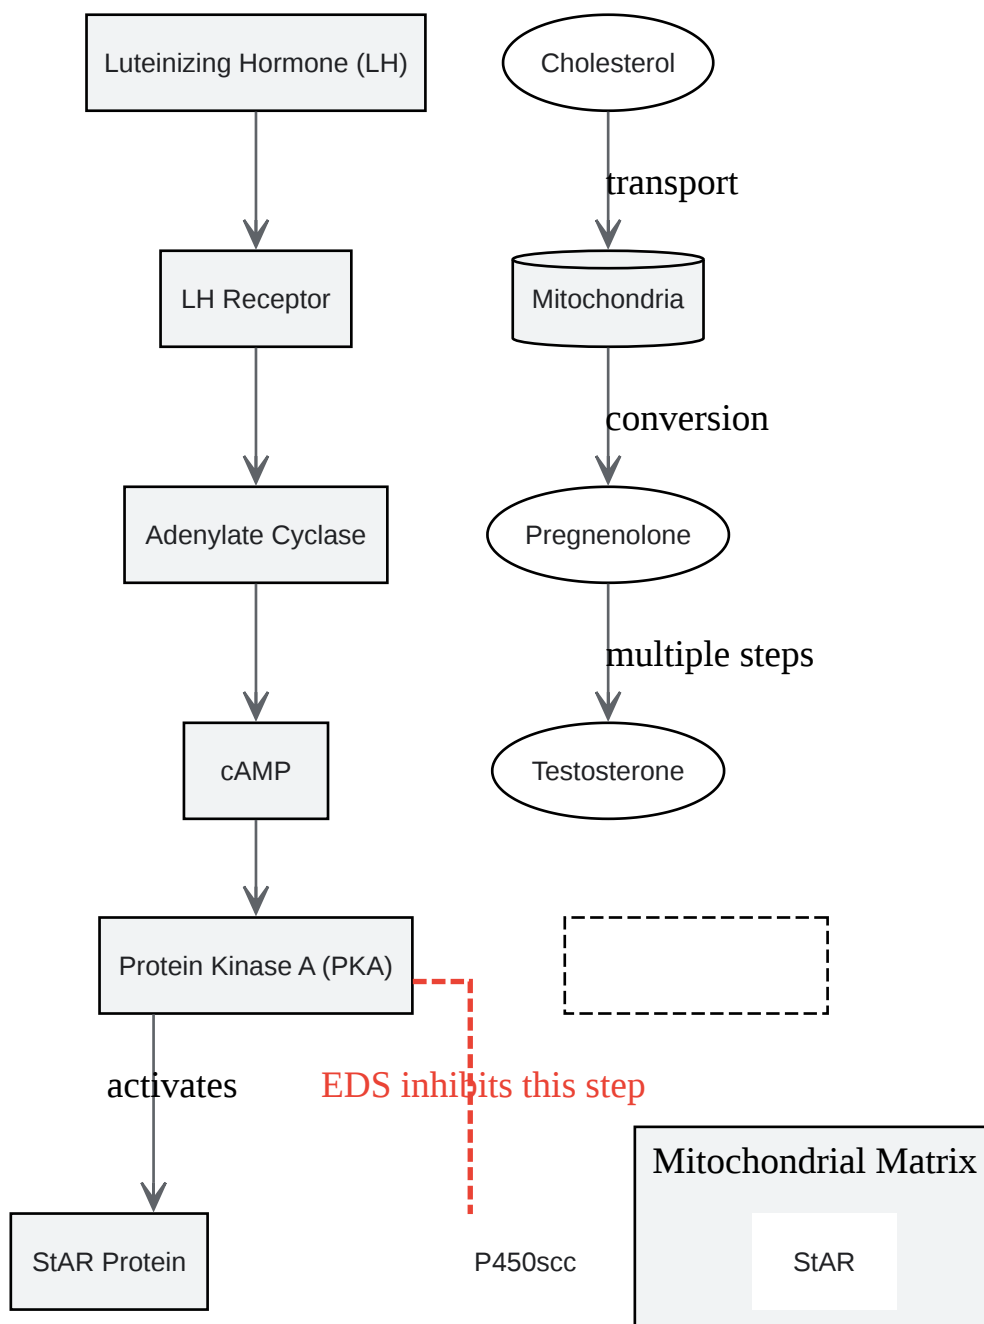 Luteinizing Hormone (LH)
Cholesterol
transport
LH Receptor
Mitochondria
conversion
Adenylate Cyclase
Pregnenolone
multiple steps
cAMP
Testosterone
Protein Kinase A (PKA)
activates
EDS inhibits this step
Mitochondrial Matrix
StAR Protein
P450scc
StAR